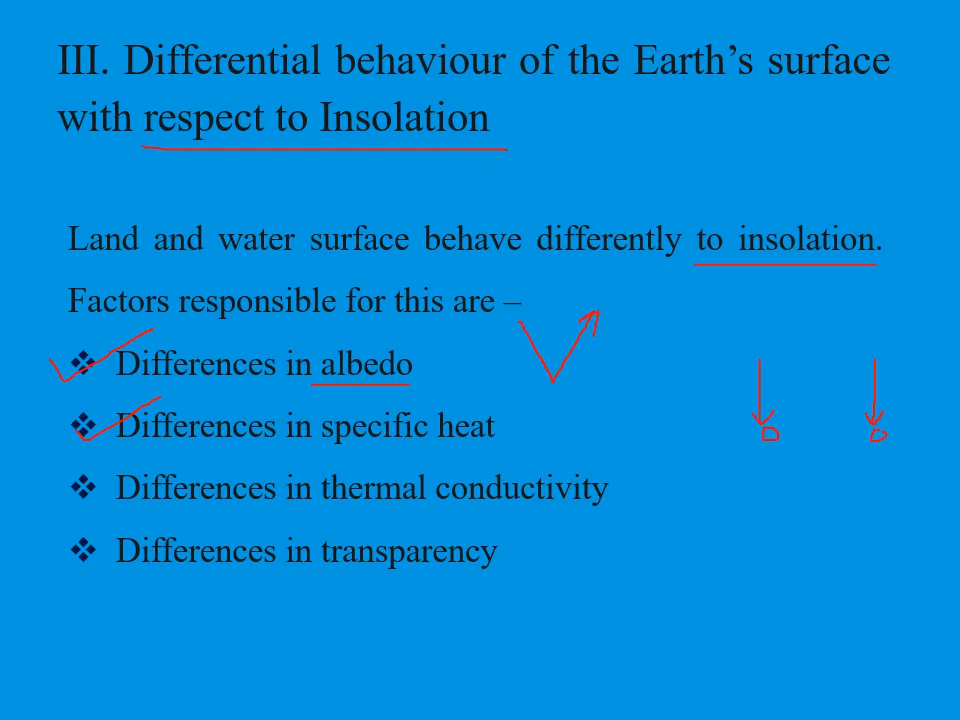 III. Differential behaviour of the Earth’s surface
with respect to Insolation
Land and water surface behave differently to insolation.
Factors responsible for this are –
❖ Differences in albedo
❖ Differences in specific heat
❖ Differences in thermal conductivity
❖ Differences in transparency